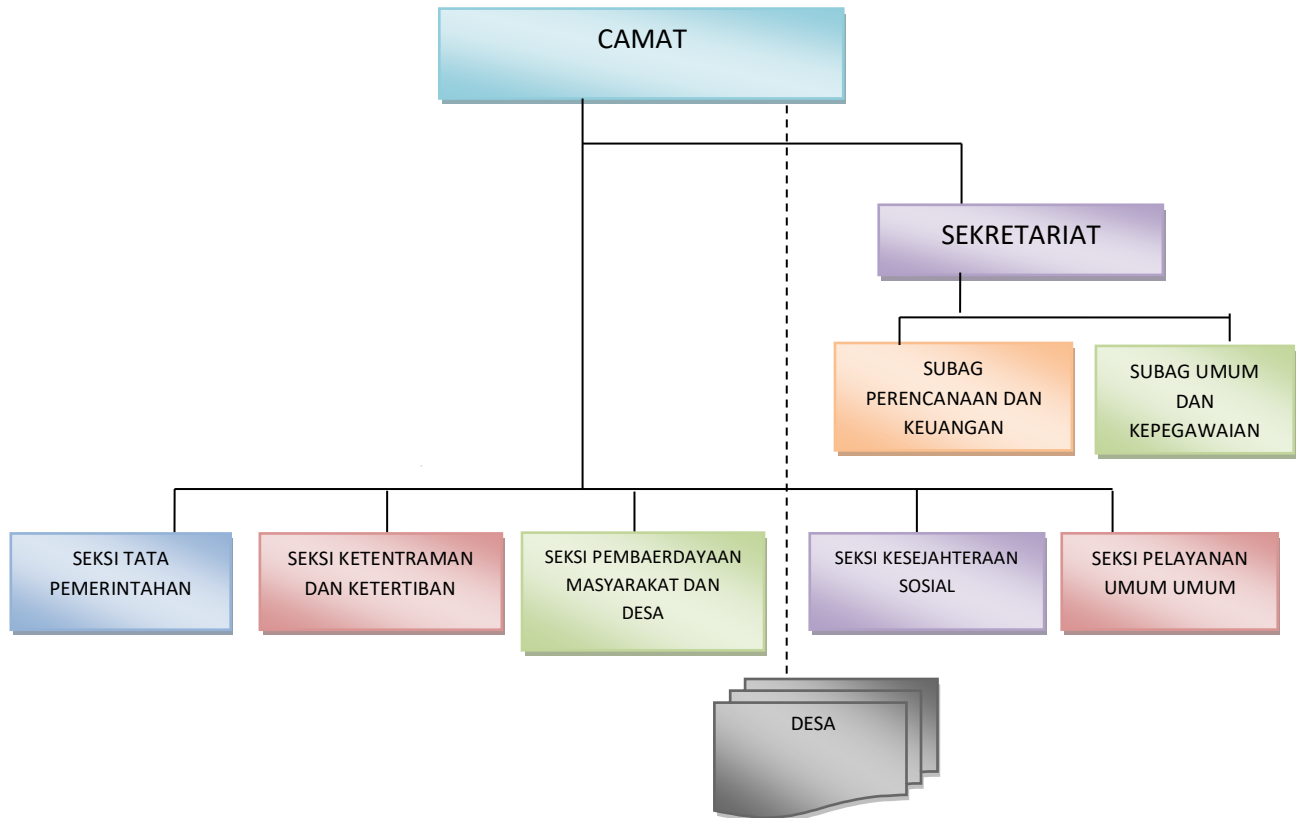 CAMAT
SEKRETARIAT
SUBAG
PERENCANAAN DAN
KEUANGAN
SUBAG UMUM
DAN
KEPEGAWAIAN
SEKSI TATA
PEMERINTAHAN
SEKSI KETENTRAMAN
DAN KETERTIBAN
SEKSI PEMBAERDAYAAN
MASYARAKAT DAN
DESA
SEKSI KESEJAHTERAAN
SOSIAL
SEKSI PELAYANAN
UMUM UMUM
DESA